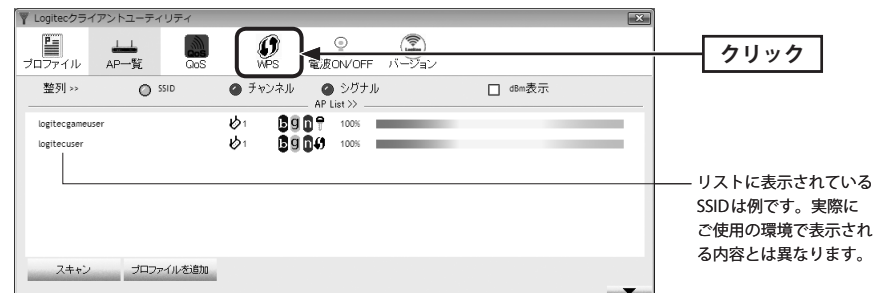 Logitecクライアントユーティリティ
プロファイル AP一覧 QoS WPS 電波ON/OFF バージョン
クリック
整列 >> SSID チャンネル シグナル dBm表示
AP List >>
logitecgameuser 1 b g n 100%
logitecuser 1 b g n 100%
リストに表示されている
SSIDは例です。実際に
ご使用の環境で表示され
る内容とは異なります。
スキャン プロファイルを追加